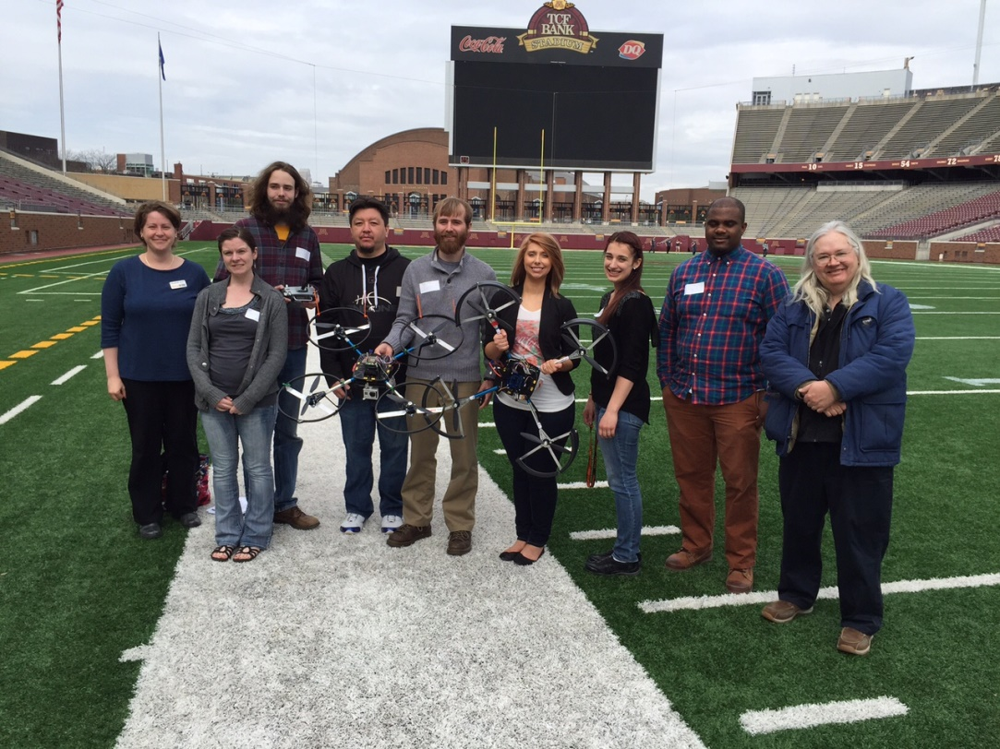 TCF
BANK
STADIUM
Coca-Cola
DQ
10
15
54
72